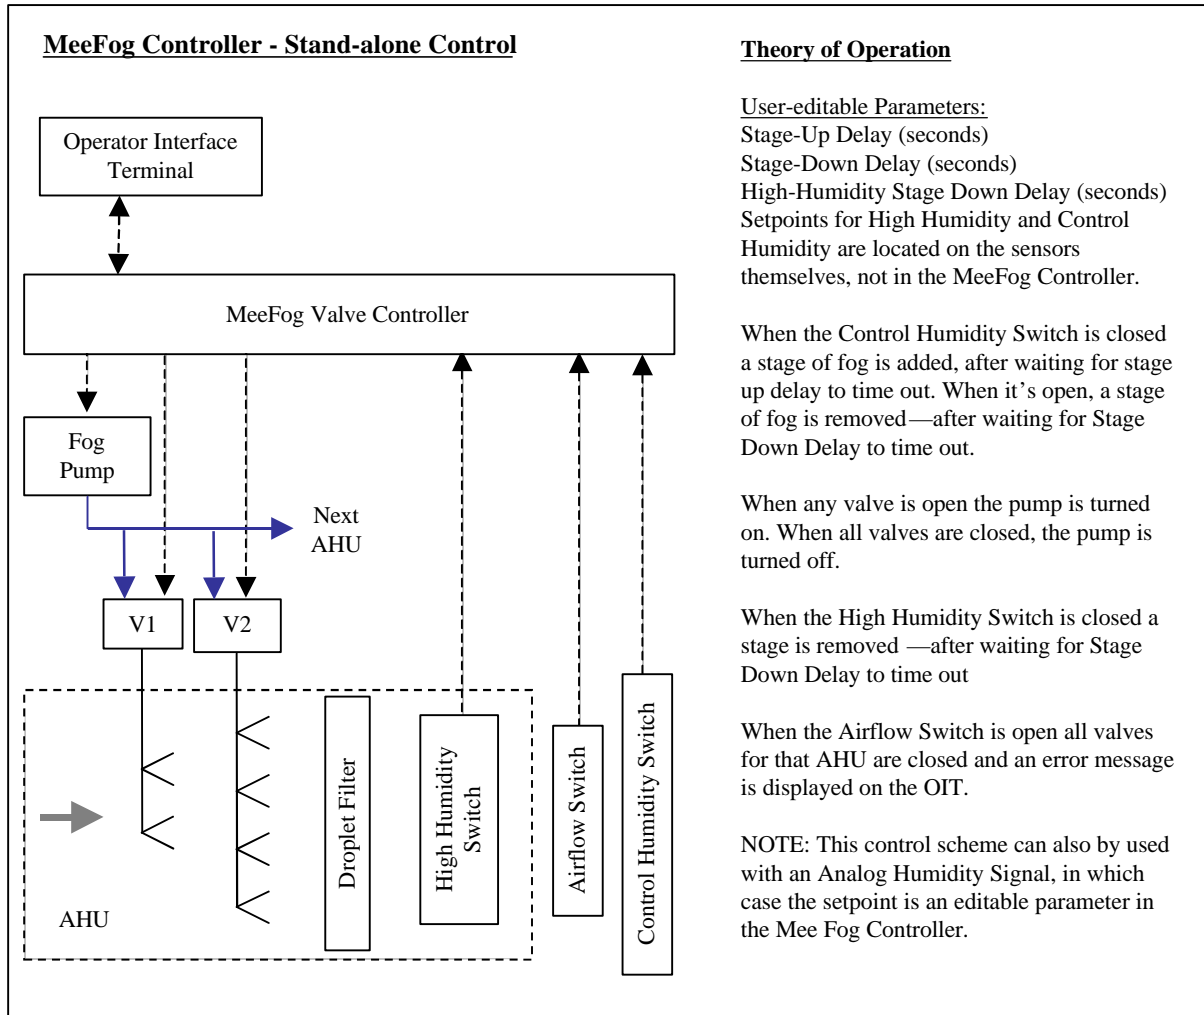 MeeFog Controller - Stand-alone Control
Operator Interface
Terminal
MeeFog Valve Controller
Fog
Pump
Next
AHU
V1
V2
AHU
Droplet Filter
High Humidity
Switch
Airflow Switch
Control Humidity Switch
Theory of Operation
User-editable Parameters:
Stage-Up Delay (seconds)
Stage-Down Delay (seconds)
High-Humidity Stage Down Delay (seconds)
Setpoints for High Humidity and Control
Humidity are located on the sensors
themselves, not in the MeeFog Controller.
When the Control Humidity Switch is closed
a stage of fog is added, after waiting for stage
up delay to time out. When it’s open, a stage
of fog is removed—after waiting for Stage
Down Delay to time out.
When any valve is open the pump is turned
on. When all valves are closed, the pump is
turned off.
When the High Humidity Switch is closed a
stage is removed —after waiting for Stage
Down Delay to time out
When the Airflow Switch is open all valves
for that AHU are closed and an error message
is displayed on the OIT.
NOTE: This control scheme can also by used
with an Analog Humidity Signal, in which
case the setpoint is an editable parameter in
the Mee Fog Controller.